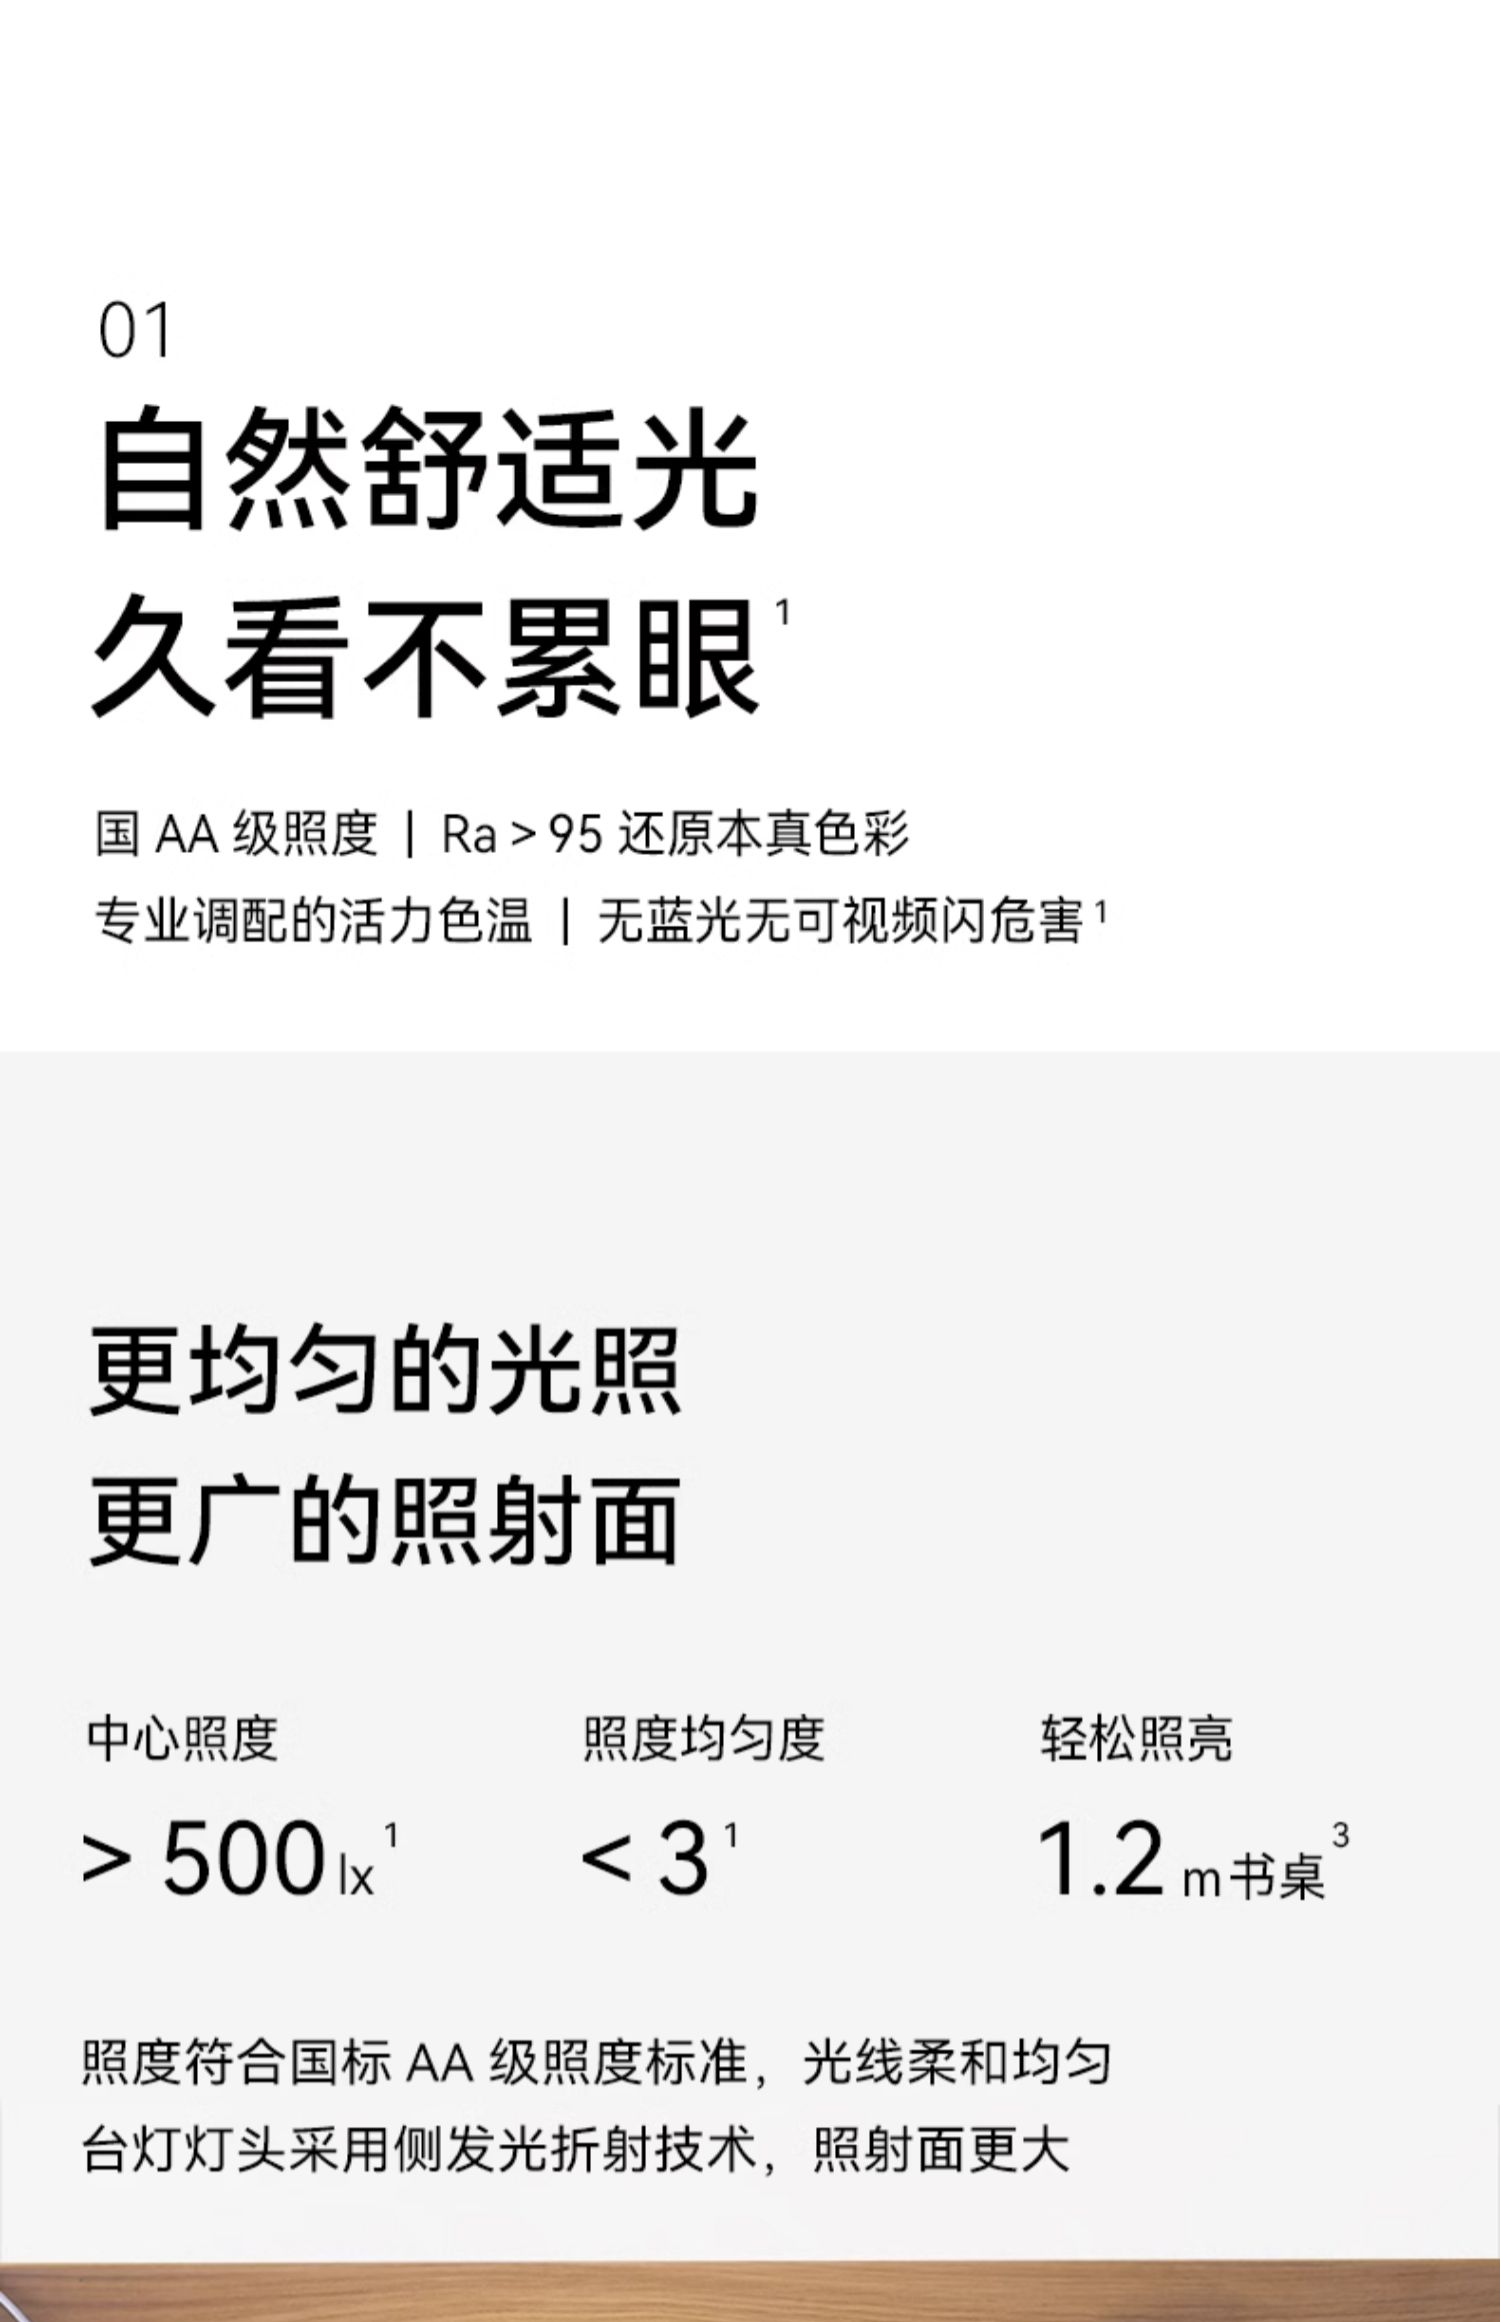 01
自然舒适光
久看不累眼¹
国 AA 级照度 | Ra > 95 还原本真色彩
专业调配的活力色温 | 无蓝光无可视频闪危害¹
更均匀的光照
更广的照射面
中心照度 照度均匀度 轻松照亮
> 500 lx¹ < 3¹ 1.2 m书桌³
照度符合国标 AA 级照度标准，光线柔和均匀
台灯灯头采用侧发光折射技术，照射面更大